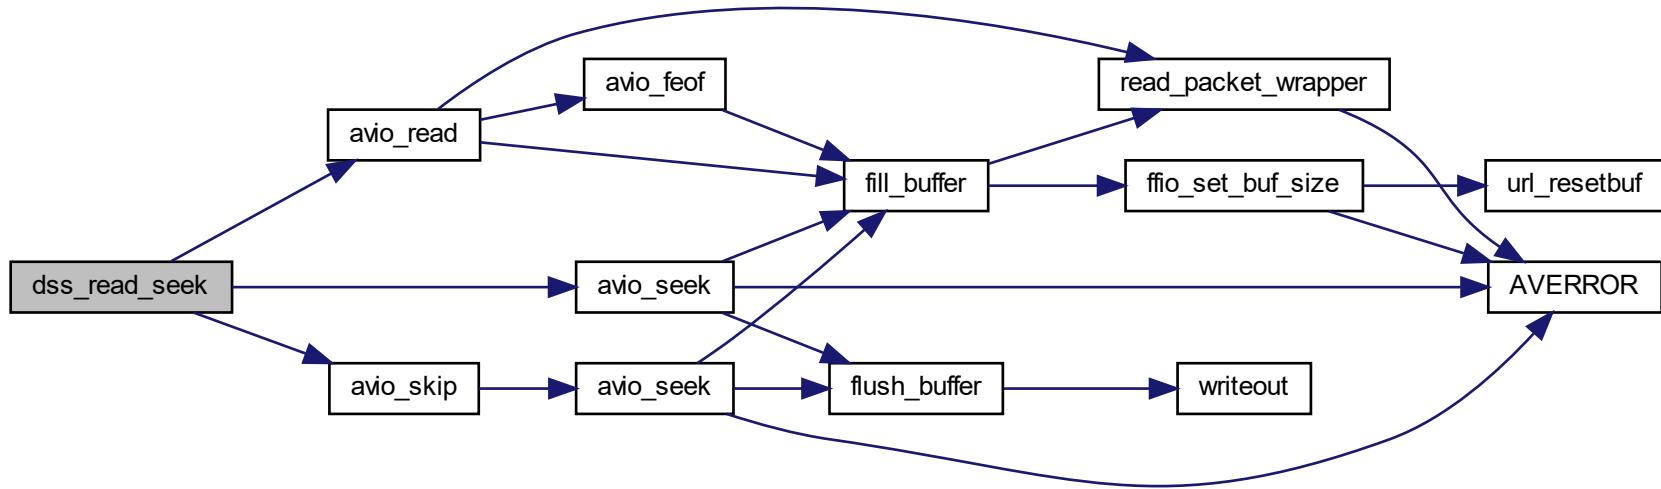 avio_feof
read_packet_wrapper
avio_read
fill_buffer
ffio_set_buf_size
url_resetbuf
dss_read_seek
avio_seek
AVERROR
avio_skip
avio_seek
flush_buffer
writeout